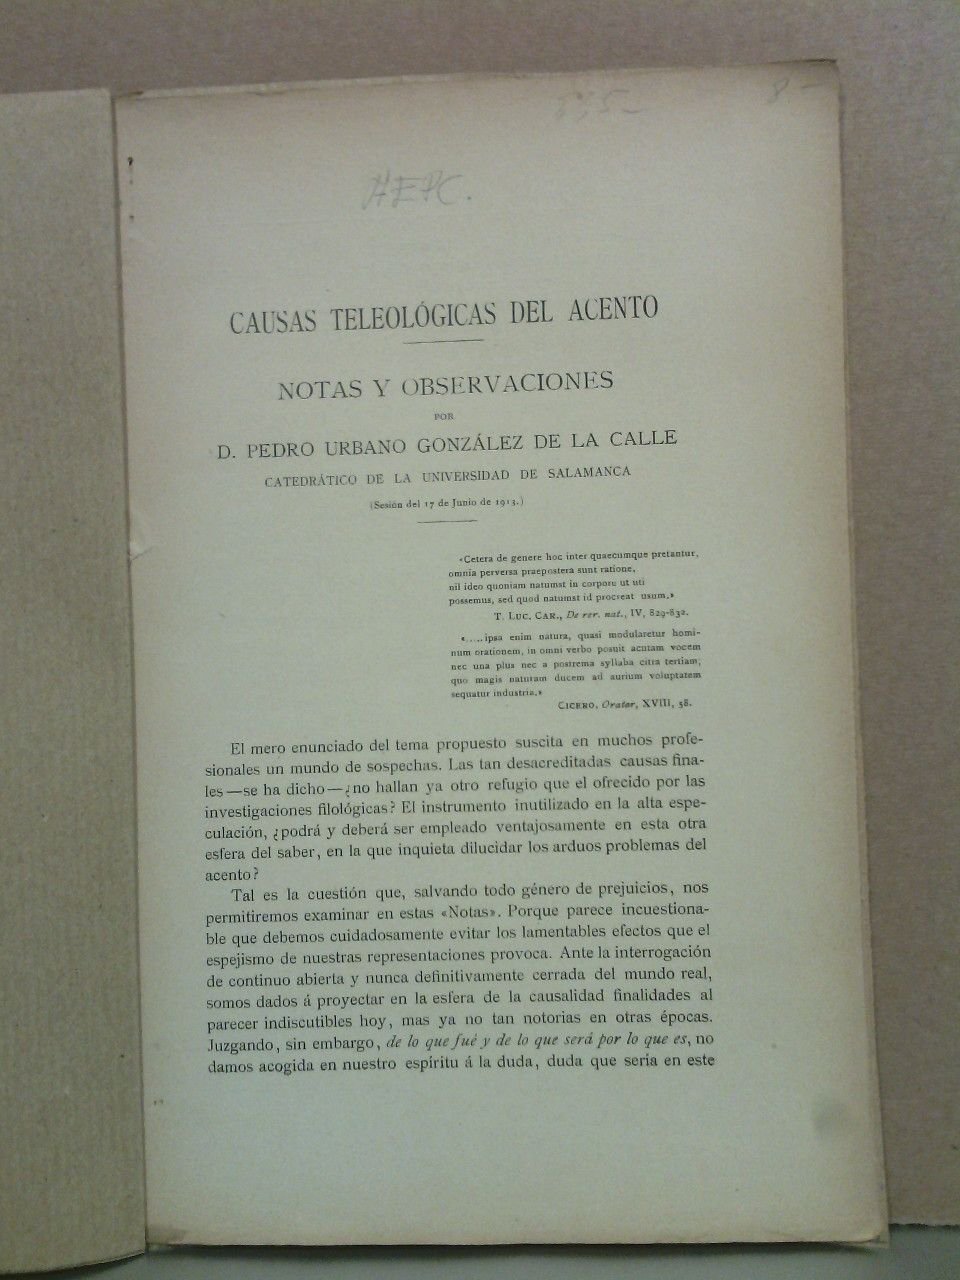 8.-
HEPC.
CAUSAS TELEOLÓGICAS DEL ACENTO
NOTAS Y OBSERVACIONES
POR
D. PEDRO URBANO GONZÁLEZ DE LA CALLE
CATEDRÁTICO DE LA UNIVERSIDAD DE SALAMANCA
(Sesión del 17 de Junio de 1913.)
«Cetera de genere hoc inter quaecumque pretantur,
omnia perversa praepostera sunt ratione,
nil ideo quoniam natumst in corpore ut uti
possemus, sed quod natumst id procreat usum.»
T. LUC. CAR., De rer. nat., IV, 829-832.
«.....ipsa enim natura, quasi modularetur homi-
num orationem, in omni verbo posuit acutam vocem
nec una plus nec a postrema syllaba citra tertiam,
quo magis naturam ducem ad aurium voluptatem
sequatur industria.»
CICERO, Orator, XVIII, 58.
El mero enunciado del tema propuesto suscita en muchos profe-
sionales un mundo de sospechas. Las tan desacreditadas causas fina-
les—se ha dicho—¿no hallan ya otro refugio que el ofrecido por las
investigaciones filológicas? El instrumento inutilizado en la alta espe-
culación, ¿podrá y deberá ser empleado ventajosamente en esta otra
esfera del saber, en la que inquieta dilucidar los arduos problemas del
acento?
Tal es la cuestión que, salvando todo género de prejuicios, nos
permitiremos examinar en estas «Notas». Porque parece incuestiona-
ble que debemos cuidadosamente evitar los lamentables efectos que el
espejismo de nuestras representaciones provoca. Ante la interrogación
de continuo abierta y nunca definitivamente cerrada del mundo real,
somos dados á proyectar en la esfera de la causalidad finalidades al
parecer indiscutibles hoy, mas ya no tan notorias en otras épocas.
Juzgando, sin embargo, de lo que fué y de lo que será por lo que es, no
damos acogida en nuestro espíritu á la duda, duda que sería en este